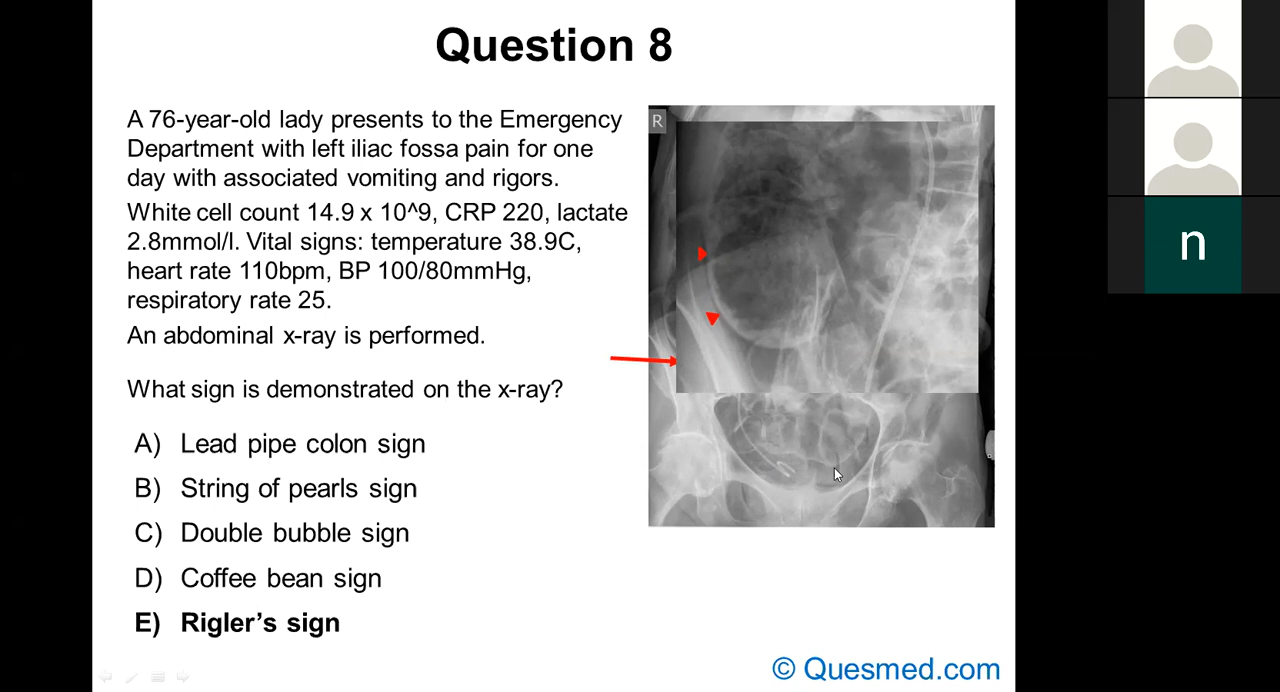 Question 8
A 76-year-old lady presents to the Emergency
Department with left iliac fossa pain for one
day with associated vomiting and rigors.
White cell count 14.9 x 10^9, CRP 220, lactate
2.8mmol/l. Vital signs: temperature 38.9C,
heart rate 110bpm, BP 100/80mmHg,
respiratory rate 25.
An abdominal x-ray is performed.
What sign is demonstrated on the x-ray?
A) Lead pipe colon sign
B) String of pearls sign
C) Double bubble sign
D) Coffee bean sign
E) Rigler’s sign
R
© Quesmed.com
n